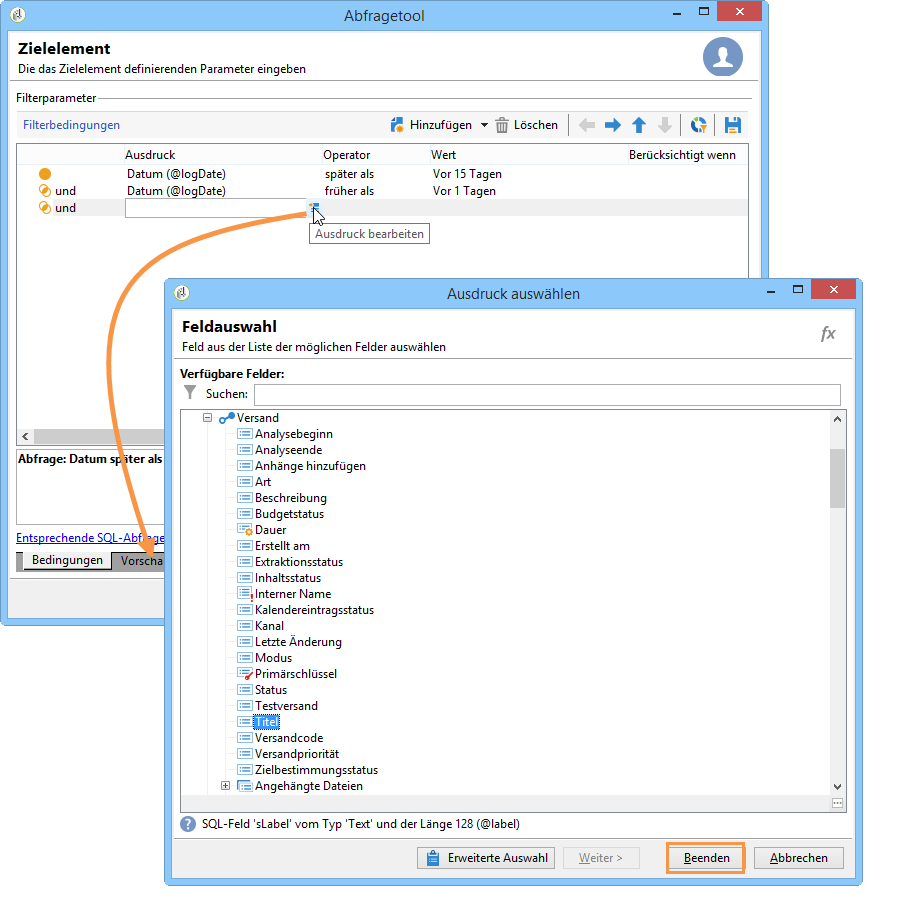 Abfragetool
Zielelement
Die das Zielelement definierenden Parameter eingeben
Filterparameter
Filterbedingungen Hinzufügen Löschen
Ausdruck Operator Wert Berücksichtigt wenn
Datum (@logDate) später als Vor 15 Tagen
und Datum (@logDate) früher als Vor 1 Tagen
und
Ausdruck bearbeiten
Abfrage: Datum später als
Entsprechende SQL-Abfrage
Bedingungen Vorscha
Ausdruck auswählen
Feldauswahl
Feld aus der Liste der möglichen Felder auswählen
fx
Verfügbare Felder:
Suchen:
Versand
Analysebeginn
Analyseende
Anhänge hinzufügen
Art
Beschreibung
Budgetstatus
Dauer
Erstellt am
Extraktionsstatus
Inhaltsstatus
Interner Name
Kalendereintragsstatus
Kanal
Letzte Änderung
Modus
Primärschlüssel
Status
Testversand
Titel
Versandcode
Versandpriorität
Zielbestimmungsstatus
Angehängte Dateien
SQL-Feld 'sLabel' vom Typ 'Text' und der Länge 128 (@label)
Erweiterte Auswahl Weiter > Beenden Abbrechen